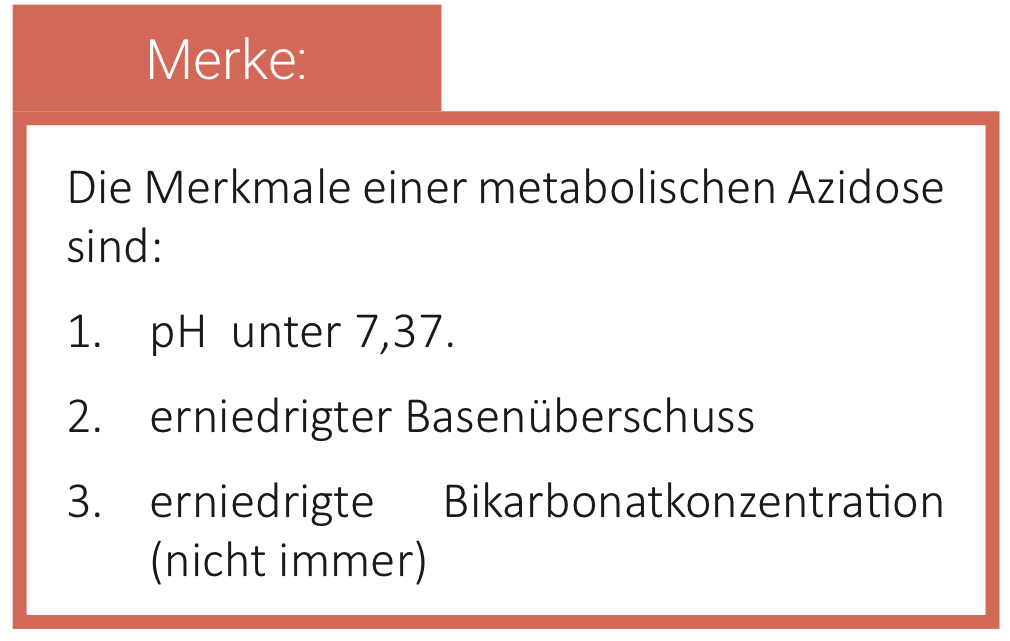 Merke:
Die Merkmale einer metabolischen Azidose
sind:
1. pH unter 7,37.
2. erniedrigter Basenüberschuss
3. erniedrigte Bikarbonatkonzentration
(nicht immer)